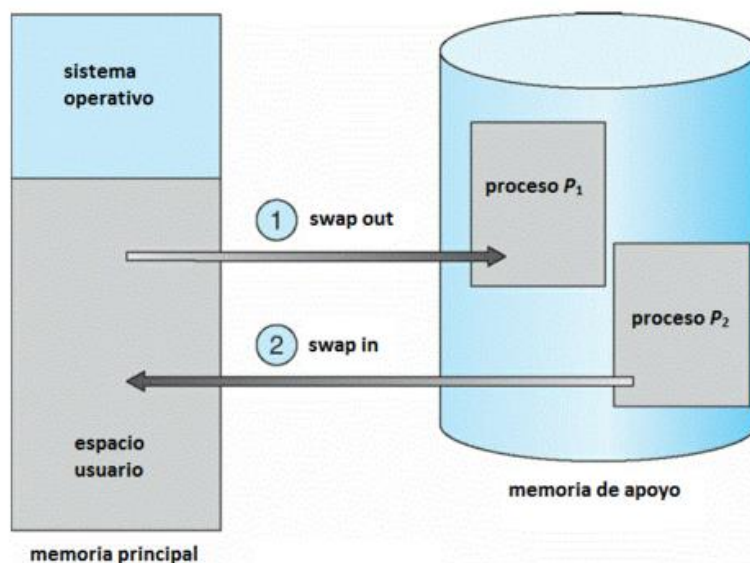 sistema
operativo
proceso P₁
1 swap out
proceso P₂
2 swap in
espacio
usuario
memoria de apoyo
memoria principal